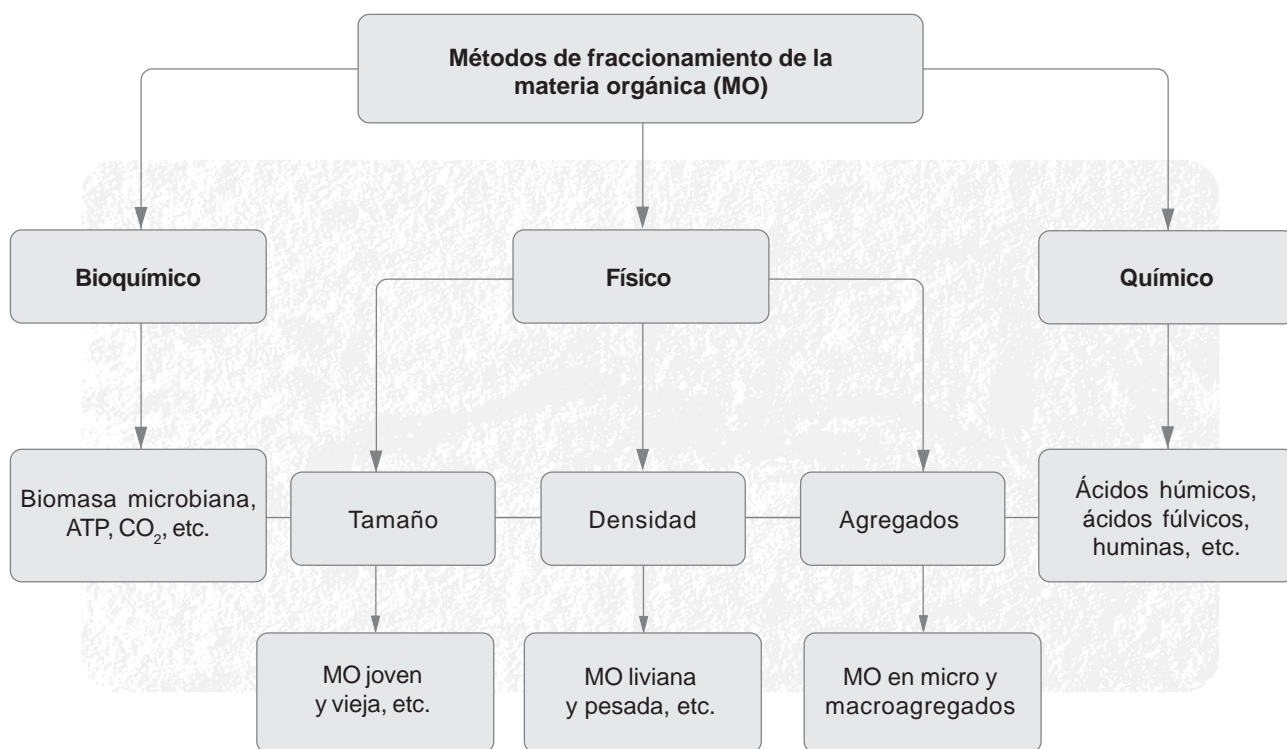 Métodos de fraccionamiento de la
materia orgánica (MO)
Bioquímico
Físico
Químico
Biomasa microbiana,
ATP, CO₂, etc.
Tamaño
Densidad
Agregados
Ácidos húmicos,
ácidos fúlvicos,
huminas, etc.
MO joven
y vieja, etc.
MO liviana
y pesada, etc.
MO en micro y
macroagregados